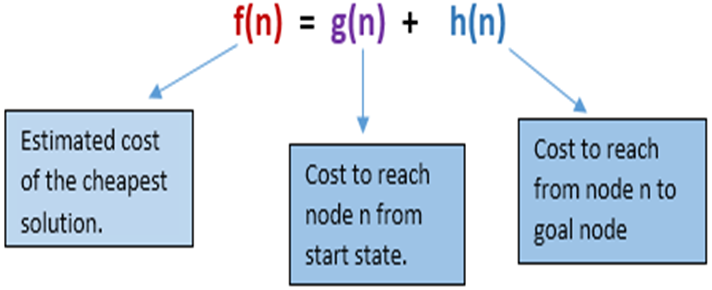 f(n) = g(n) + h(n)
Estimated cost
of the cheapest
solution.
Cost to reach
node n from
start state.
Cost to reach
from node n to
goal node